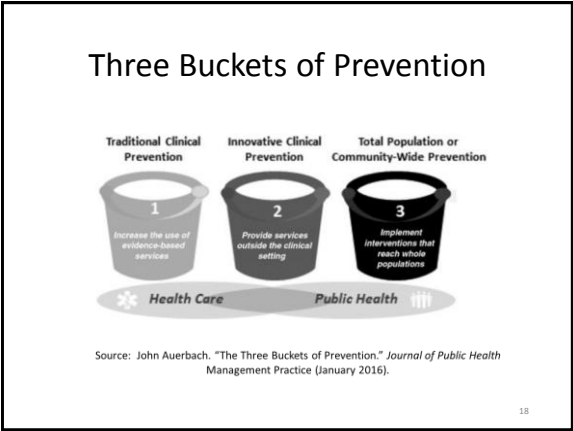 Three Buckets of Prevention
Traditional Clinical
Prevention
Innovative Clinical
Prevention
Total Population or
Community-Wide Prevention
1
Increase the use of
evidence-based
services
2
Provide services
outside the clinical
setting
3
Implement
interventions that
reach whole
populations
Health Care
Public Health
Source: John Auerbach. "The Three Buckets of Prevention." Journal of Public Health
Management Practice (January 2016).
18